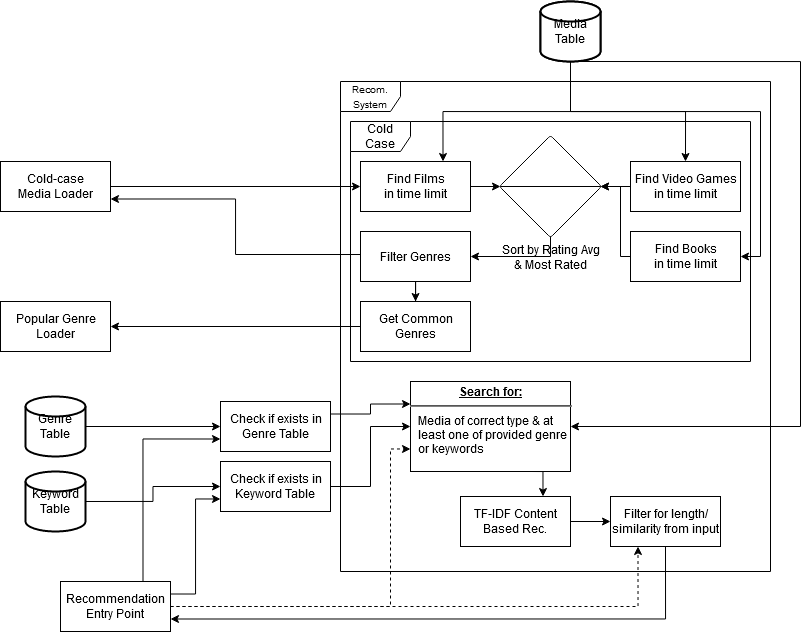 Media
Table
Recom.
System
Cold
Case
Cold-case
Media Loader
Find Films
in time limit
Find Video Games
in time limit
Filter Genres
Sort by Rating Avg
& Most Rated
Find Books
in time limit
Popular Genre
Loader
Get Common
Genres
Search for:
Media of correct type & at
least one of provided genre
or keywords
Genre
Table
Check if exists in
Genre Table
Keyword
Table
Check if exists in
Keyword Table
TF-IDF Content
Based Rec.
Filter for length/
similarity from input
Recommendation
Entry Point